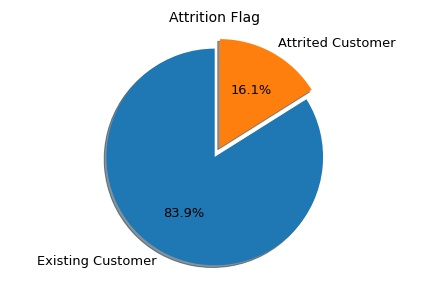 Attrition Flag
Attrited Customer
16.1%
83.9%
Existing Customer